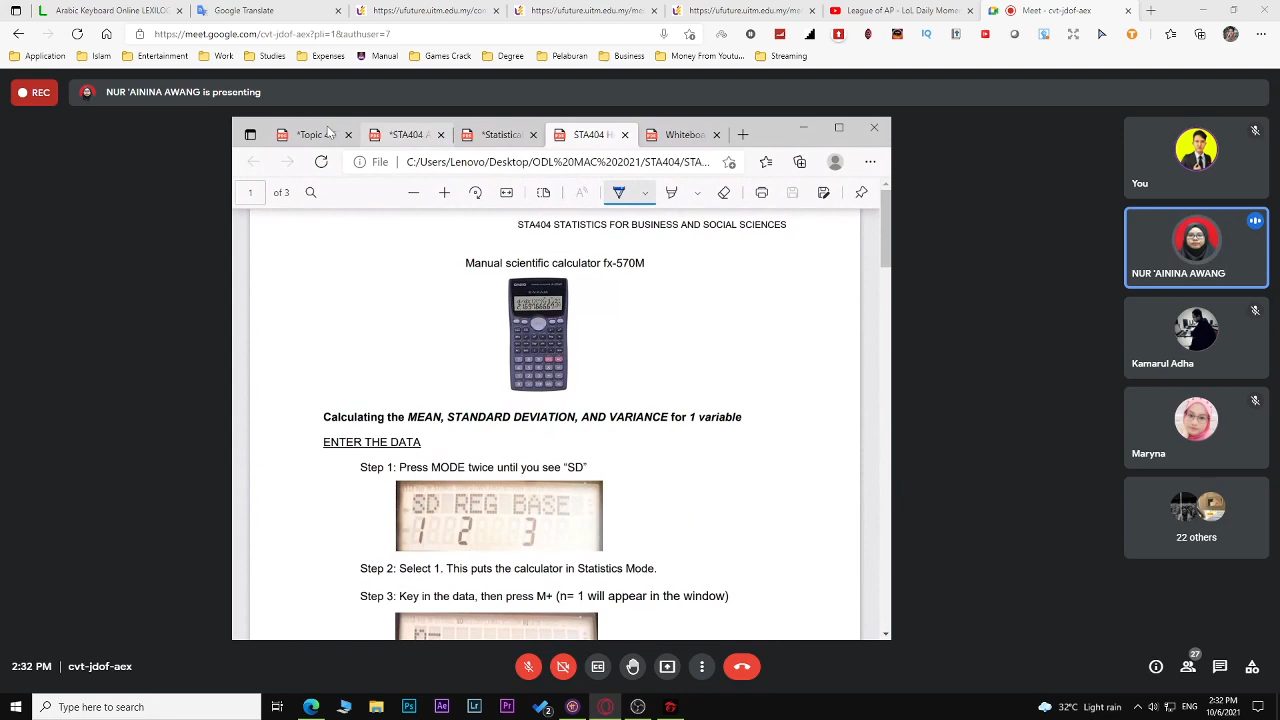 Arabic Keyboard Online LEXILOG
Google Translate
https://ufuture.uitm.edu.my/co
https://ufuture.uitm.edu.my/me
https://ufuture.uitm.edu.my/me
League of AP - LoL Daily Mome
Meet - cvt-jdof-aex
https://meet.google.com/cvt-jdof-aex?pli=1&authuser=7
Application
Islam
Entertainment
Work
Studies
Expenses
Manual
Games Crack
Degree
Pelaburan
Business
Money From Youtu...
Streaming
REC
NUR 'AININA AWANG is presenting
*Topic
*STA404
*Statistica
STA404 H
Whiteboa
File
C:/Users/Lenovo/Desktop/ODL%20MAC%202021/STA404/STA...
1 of 3
STA404 STATISTICS FOR BUSINESS AND SOCIAL SCIENCES
Manual scientific calculator fx-570M
Calculating the MEAN, STANDARD DEVIATION, AND VARIANCE for 1 variable
ENTER THE DATA
Step 1: Press MODE twice until you see “SD”
SD REG BASE
1 2 3
Step 2: Select 1. This puts the calculator in Statistics Mode.
Step 3: Key in the data, then press M+ (n= 1 will appear in the window)
You
NUR 'AININA AWANG
Kamarul Adha
Maryna
22 others
2:32 PM | cvt-jdof-aex
27
Type here to search
2
32°C Light rain
ENG
2:32 PM
10/6/2021